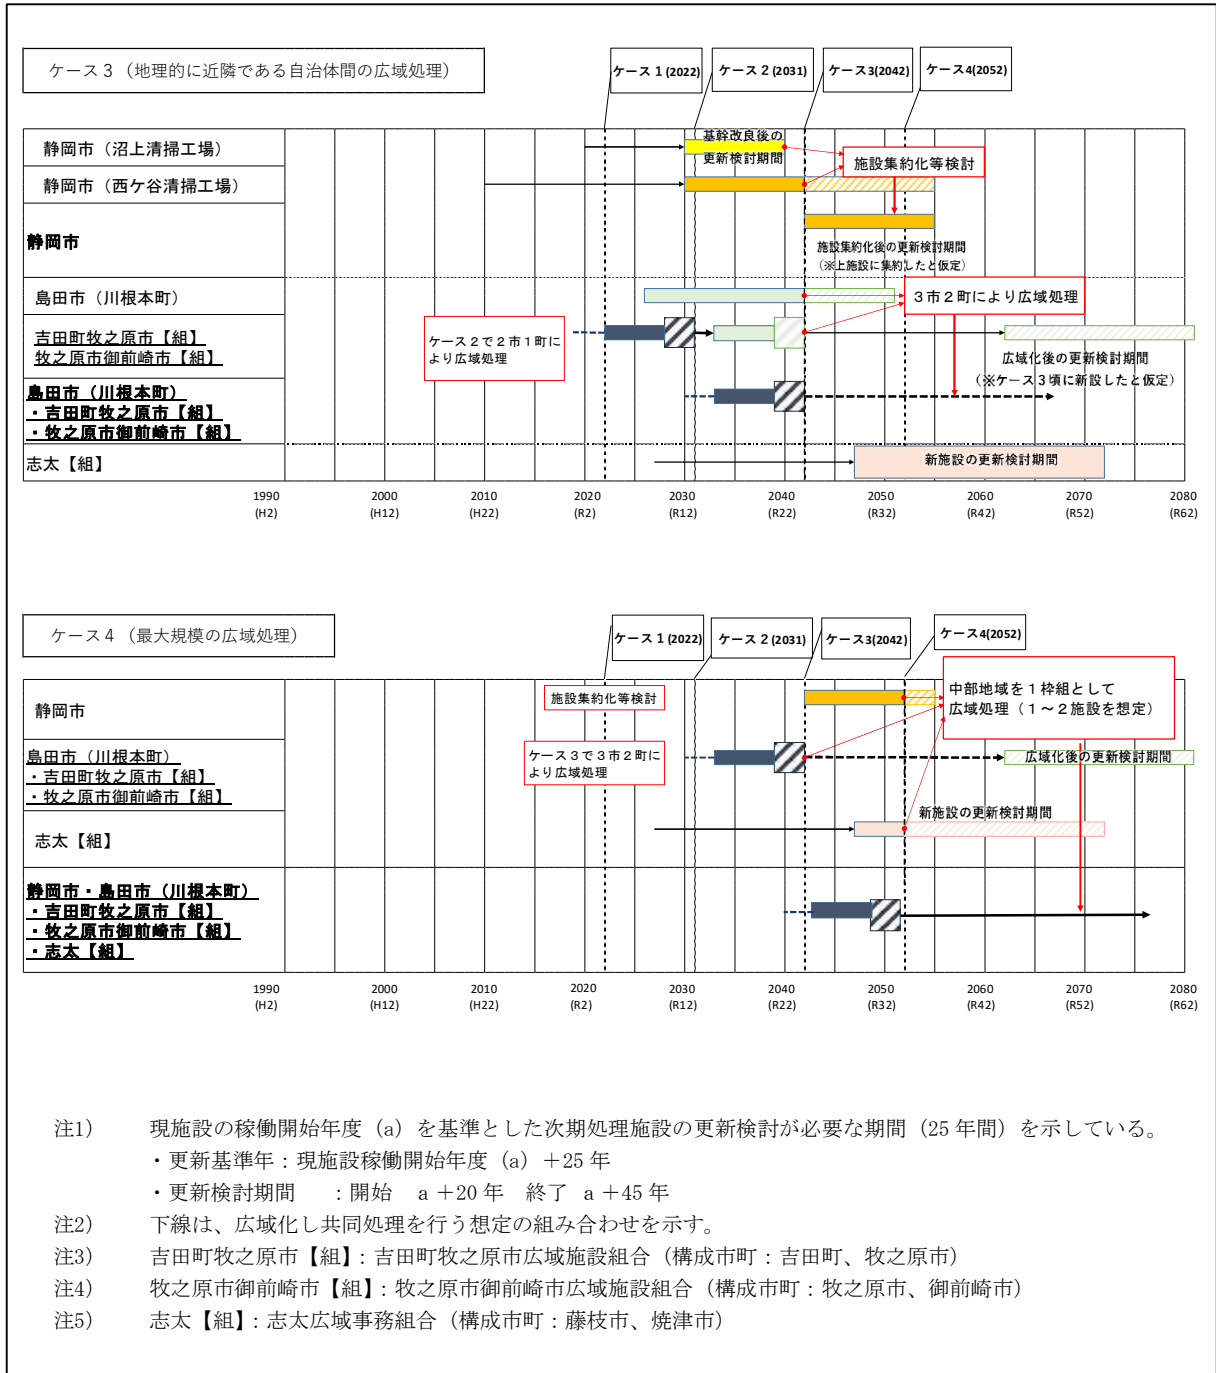 ケース３（地理的に近隣である自治体間の広域処理）
ケース１(2022)
ケース２(2031)
ケース3(2042)
ケース4(2052)
静岡市（沼上清掃工場）
基幹改良後の
更新検討期間
施設集約化等検討
静岡市（西ケ谷清掃工場）
静岡市
施設集約化後の更新検討期間
（※上施設に集約したと仮定）
島田市（川根本町）
３市２町により広域処理
吉田町牧之原市【組】
牧之原市御前崎市【組】
ケース２で２市１町に
より広域処理
広域化後の更新検討期間
（※ケース３頃に新設したと仮定）
島田市（川根本町）
・吉田町牧之原市【組】
・牧之原市御前崎市【組】
志太【組】
新施設の更新検討期間
1990 2000 2010 2020 2030 2040 2050 2060 2070 2080
(H2) (H12) (H22) (R2) (R12) (R22) (R32) (R42) (R52) (R62)
ケース４（最大規模の広域処理）
ケース１(2022)
ケース２(2031)
ケース3(2042)
ケース4(2052)
静岡市
施設集約化等検討
中部地域を１枠組として
広域処理（１～２施設を想定）
島田市（川根本町）
・吉田町牧之原市【組】
・牧之原市御前崎市【組】
ケース３で３市２町に
より広域処理
広域化後の更新検討期間
志太【組】
新施設の更新検討期間
静岡市・島田市（川根本町）
・吉田町牧之原市【組】
・牧之原市御前崎市【組】
・志太【組】
1990 2000 2010 2020 2030 2040 2050 2060 2070 2080
(H2) (H12) (H22) (R2) (R12) (R22) (R32) (R42) (R52) (R62)
注1) 現施設の稼働開始年度（a）を基準とした次期処理施設の更新検討が必要な期間（25 年間）を示している。
・更新基準年：現施設稼働開始年度（a）＋25 年
・更新検討期間 ：開始 a＋20 年 終了 a＋45 年
注2) 下線は、広域化し共同処理を行う想定の組み合わせを示す。
注3) 吉田町牧之原市【組】：吉田町牧之原市広域施設組合（構成市町：吉田町、牧之原市）
注4) 牧之原市御前崎市【組】：牧之原市御前崎市広域施設組合（構成市町：牧之原市、御前崎市）
注5) 志太【組】：志太広域事務組合（構成市町：藤枝市、焼津市）